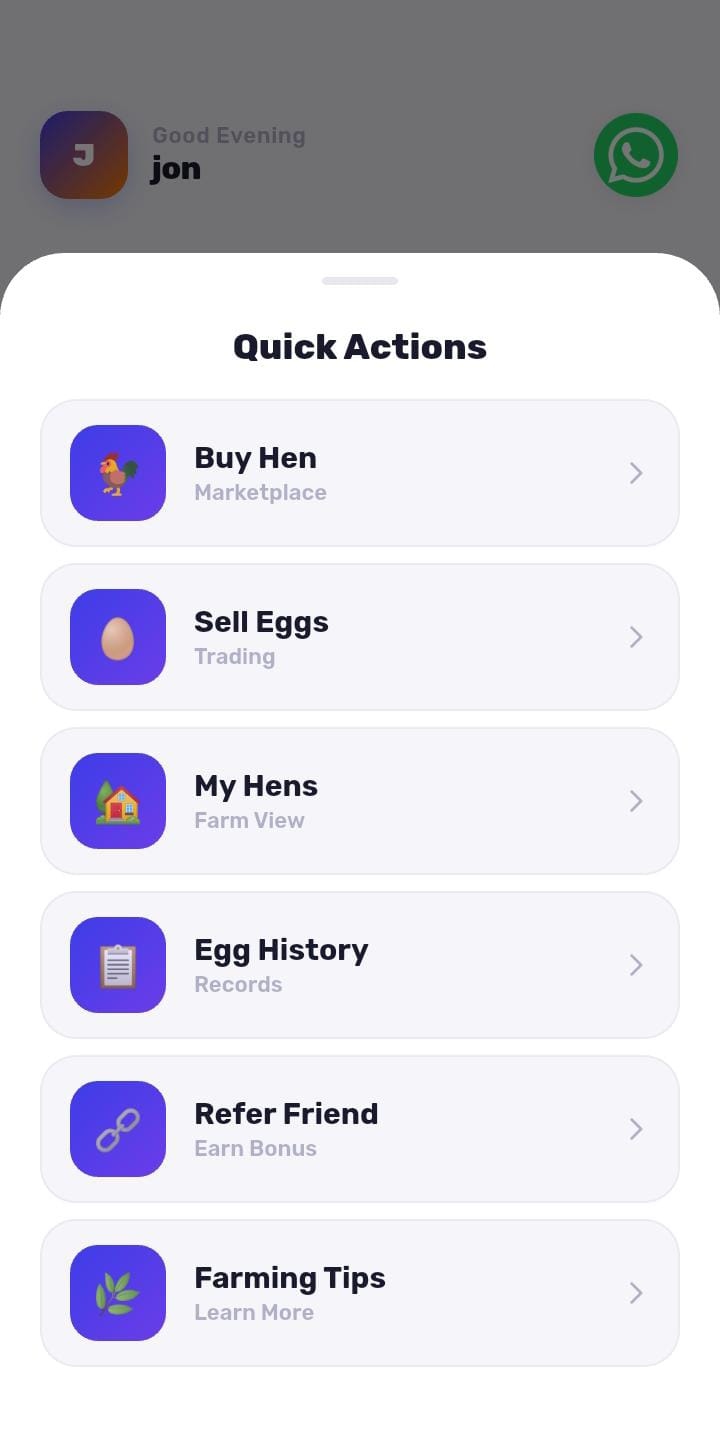 J
Good Evening
jon
Quick Actions
Buy Hen
Marketplace
Sell Eggs
Trading
My Hens
Farm View
Egg History
Records
Refer Friend
Earn Bonus
Farming Tips
Learn More